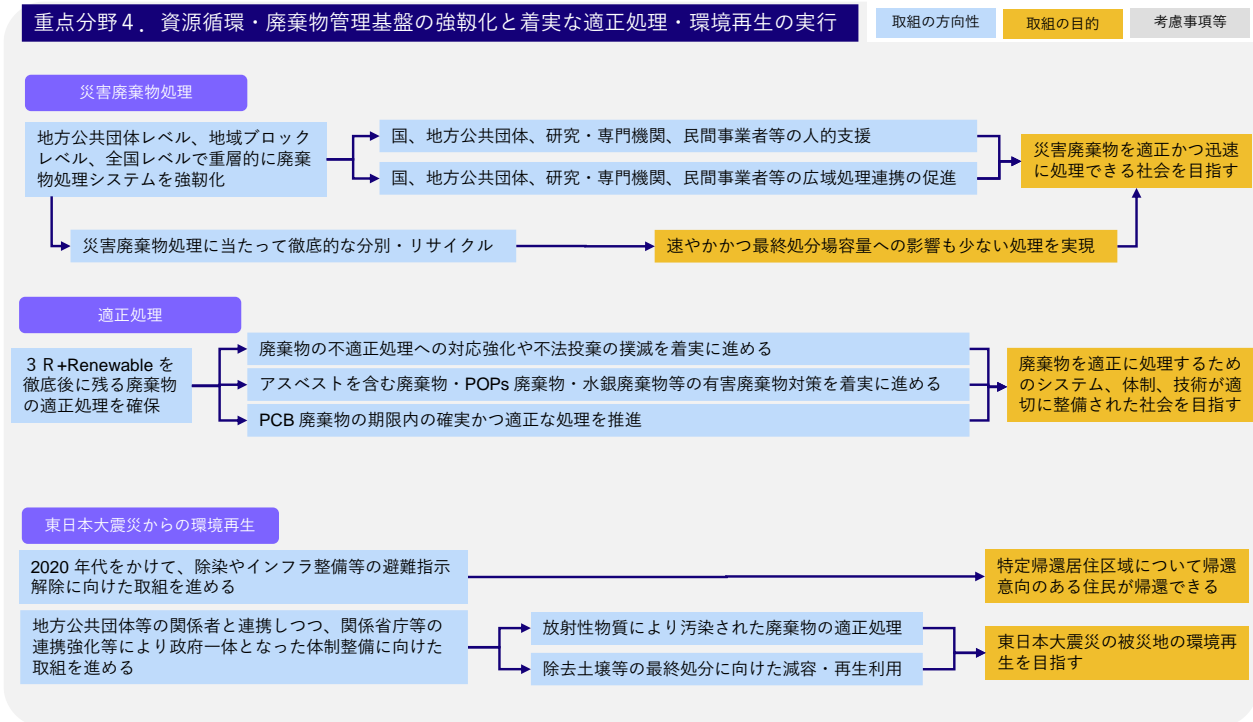 重点分野４．資源循環・廃棄物管理基盤の強靱化と着実な適正処理・環境再生の実行
取組の方向性
取組の目的
考慮事項等
災害廃棄物処理
地方公共団体レベル、地域ブロック
レベル、全国レベルで重層的に廃棄
物処理システムを強靱化
国、地方公共団体、研究・専門機関、民間事業者等の人的支援
国、地方公共団体、研究・専門機関、民間事業者等の広域処理連携の促進
災害廃棄物を適正かつ迅速
に処理できる社会を目指す
災害廃棄物処理に当たって徹底的な分別・リサイクル
速やかかつ最終処分場容量への影響も少ない処理を実現
適正処理
３Ｒ+Renewable を
徹底後に残る廃棄物
の適正処理を確保
廃棄物の不適正処理への対応強化や不法投棄の撲滅を着実に進める
アスベストを含む廃棄物・POPs 廃棄物・水銀廃棄物等の有害廃棄物対策を着実に進める
PCB 廃棄物の期限内の確実かつ適正な処理を推進
廃棄物を適正に処理するため
のシステム、体制、技術が適
切に整備された社会を目指す
東日本大震災からの環境再生
2020 年代をかけて、除染やインフラ整備等の避難指示
解除に向けた取組を進める
特定帰還居住区域について帰還
意向のある住民が帰還できる
地方公共団体等の関係者と連携しつつ、関係省庁等の
連携強化等により政府一体となった体制整備に向けた
取組を進める
放射性物質により汚染された廃棄物の適正処理
除去土壌等の最終処分に向けた減容・再生利用
東日本大震災の被災地の環境再
生を目指す